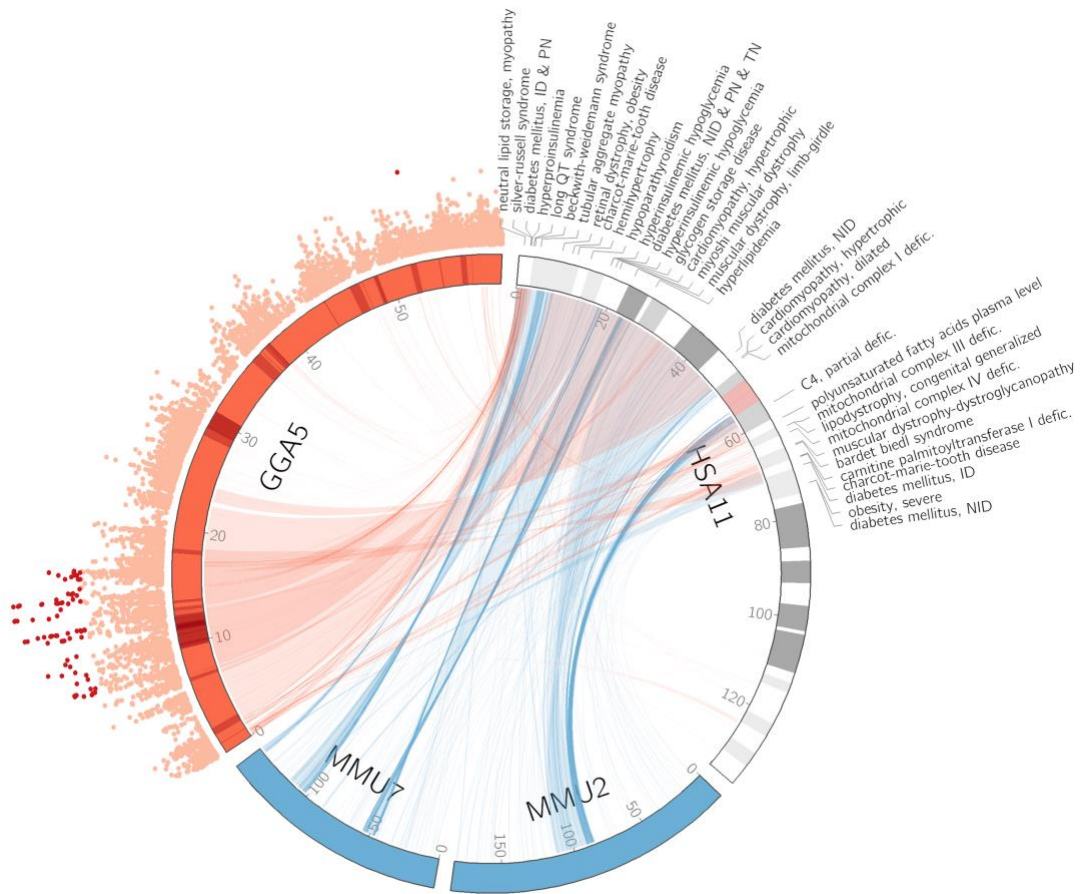 neutral lipid storage, myopathy
silver-russell syndrome
diabetes mellitus, ID & PN
hyperproinsulinemia
long QT syndrome
beckwith-weidemann syndrome
tubular aggregate myopathy
retinal dystrophy, obesity
charcot-marie-tooth disease
hemihypertrophy
hypoparathyroidism
hyperinsulinemic hypoglycemia
diabetes mellitus, NID & PN & TN
hyperinsulinemic hypoglycemia
glycogen storage disease
cardiomyopathy, hypertrophic
miyoshi muscular dystrophy
muscular dystrophy, limb-girdle
hyperlipidemia
diabetes mellitus, NID
cardiomyopathy, hypertrophic
cardiomyopathy, dilated
mitochondrial complex I defic.
C4, partial defic.
polyunsaturated fatty acids plasma level
mitochondrial complex III defic.
lipodystrophy, congenital generalized
mitochondrial complex IV defic.
muscular dystrophy-dystroglycanopathy
bardet biedl syndrome
carnitine palmitoyltransferase I defic.
charcot-marie-tooth disease
diabetes mellitus, ID
obesity, severe
diabetes mellitus, NID
HSA11
0
20
40
60
80
100
120
MMU2
0
50
100
150
MMU7
0
50
100
GGA5
0
10
20
30
40
50